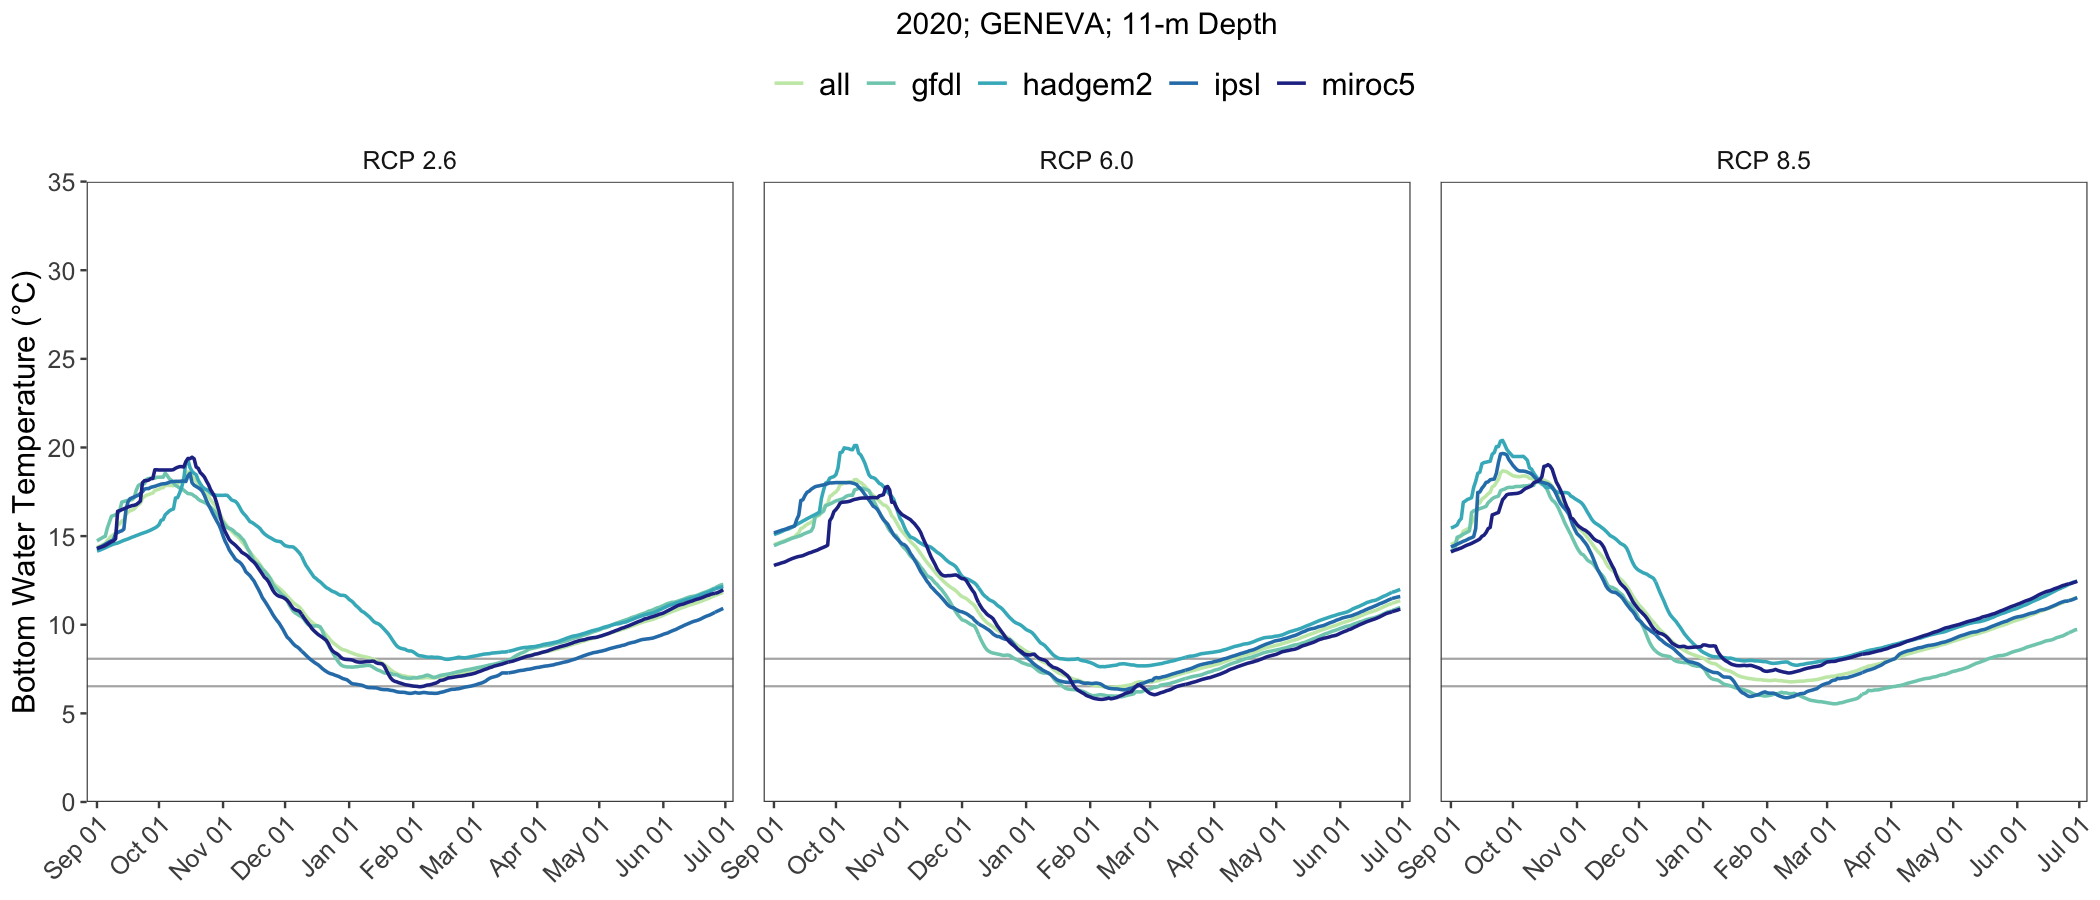 2020; GENEVA; 11-m Depth
all gfdl hadgem2 ipsl miroc5
RCP 2.6 RCP 6.0 RCP 8.5
Bottom Water Temperature (°C)
35
30
25
20
15
10
5
0
Sep 01 Oct 01 Nov 01 Dec 01 Jan 01 Feb 01 Mar 01 Apr 01 May 01 Jun 01 Jul 01
Sep 01 Oct 01 Nov 01 Dec 01 Jan 01 Feb 01 Mar 01 Apr 01 May 01 Jun 01 Jul 01
Sep 01 Oct 01 Nov 01 Dec 01 Jan 01 Feb 01 Mar 01 Apr 01 May 01 Jun 01 Jul 01